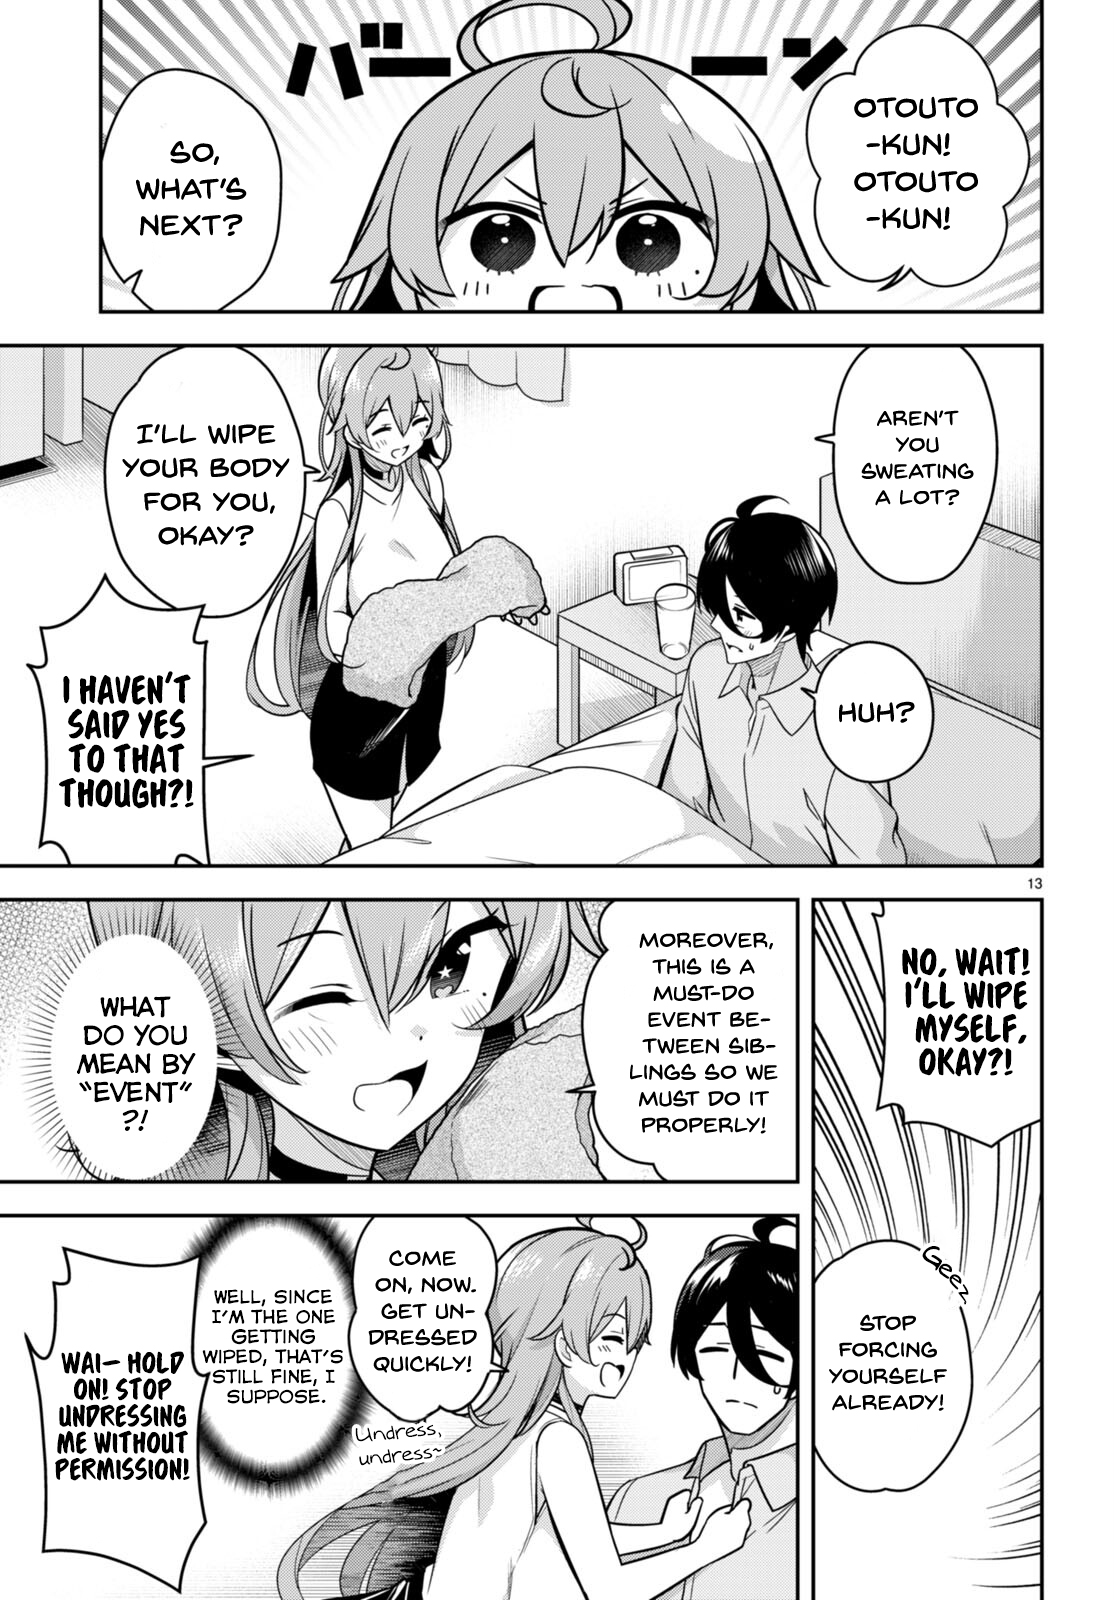 バーーン
OTOUTO
-KUN!
OTOUTO
-KUN!
SO,
WHAT'S
NEXT?
AREN'T
YOU
SWEATING
A LOT?
HUH?
I'LL WIPE
YOUR BODY
FOR YOU,
OKAY?
I HAVEN'T
SAID YES
TO THAT
THOUGH?!
13
NO, WAIT!
I'LL WIPE
MYSELF,
OKAY?!
Geez
STOP
FORCING
YOURSELF
ALREADY!
MOREOVER,
THIS IS A
MUST-DO
EVENT BE-
TWEEN SIB-
LINGS SO WE
MUST DO IT
PROPERLY!
WHAT
DO YOU
MEAN BY
"EVENT"
?!
COME
ON, NOW.
GET UN-
DRESSED
QUICKLY!
Undress,
undress~
WELL, SINCE
I'M THE ONE
GETTING
WIPED, THAT'S
STILL FINE, I
SUPPOSE.
WAI- HOLD
ON! STOP
UNDRESSING
ME WITHOUT
PERMISSION!